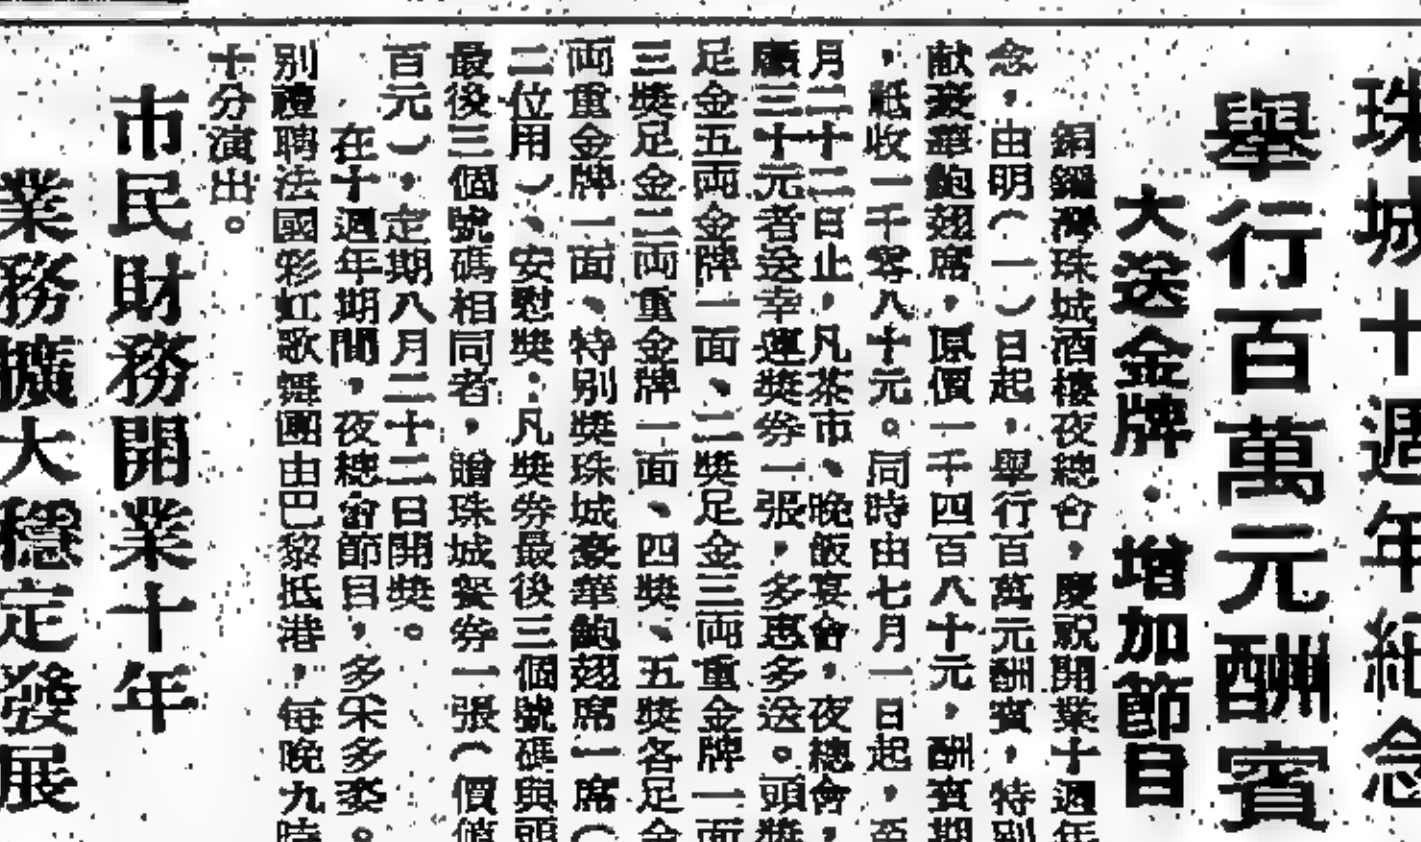 珠城十週年紀念
舉行百萬元酬賓
大送金牌·增加節目
銅鑼灣珠城酒樓夜總會，慶祝開業十週年
念，由明（一）日起，舉行百萬元酬賓，特別
献豪華鮑翅席，原價一千四百八十元，酬賓期
，祗收一千零八十元。同時由七月一日起，至
月二十二日止，凡茶市、晚飯宴會，夜總會，
願三十元者送幸運獎券一張，多惠多送。頭獎
足金五両金牌一面、二獎足金三両重金牌一面
三獎足金二両重金牌一面、四獎、五獎各足金
両重金牌一面、特別獎珠城豪華鮑翅席一席（
二位用）、安慰獎：凡獎券最後三個號碼與頭
最後三個號碼相同者，贈珠城餐券一張（價值
百元），定期八月二十二日開獎。
在十週年期間，夜總會節目，多采多姿。
別禮聘法國彩虹歌舞團由巴黎抵港，每晚九時
十分演出。
市民財務開業十年
業務擴大穩定發展